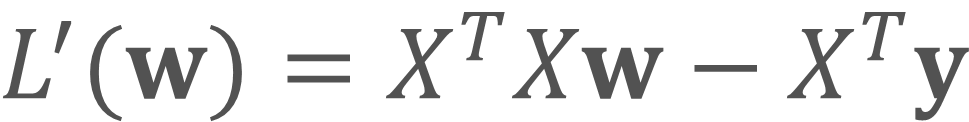 L′(𝐰) = XᵀX𝐰 − Xᵀ𝐲